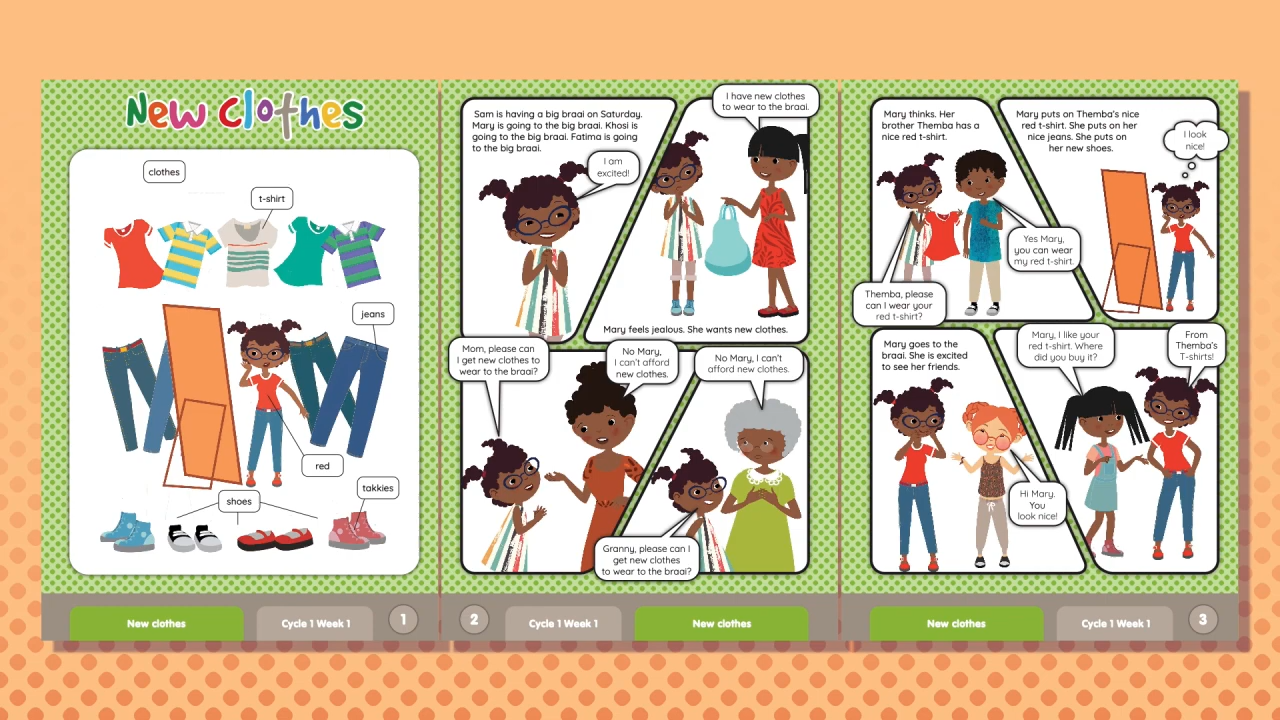 New Clothes
clothes
t-shirt
jeans
red
takkies
shoes
New clothes
Cycle 1 Week 1
1
Sam is having a big braai on Saturday.
Mary is going to the big braai. Khosi is
going to the big braai. Fatima is going
to the big braai.
I am
excited!
I have new clothes
to wear to the braai.
Mary feels jealous. She wants new clothes.
Mom, please can
I get new clothes to
wear to the braai?
No Mary,
I can't afford
new clothes.
No Mary, I can't
afford new clothes.
Granny, please can I
get new clothes
to wear to the braai?
2
Cycle 1 Week 1
New clothes
Mary thinks. Her
brother Themba has a
nice red t-shirt.
Themba, please
can I wear your
red t-shirt?
Yes Mary,
you can wear
my red t-shirt.
Mary puts on Themba's nice
red t-shirt. She puts on her
nice jeans. She puts on
her new shoes.
I look
nice!
Mary goes to the
braai. She is excited
to see her friends.
Hi Mary.
You
look nice!
Mary, I like your
red t-shirt. Where
did you buy it?
From
Themba's
T-shirts!
New clothes
Cycle 1 Week 1
3